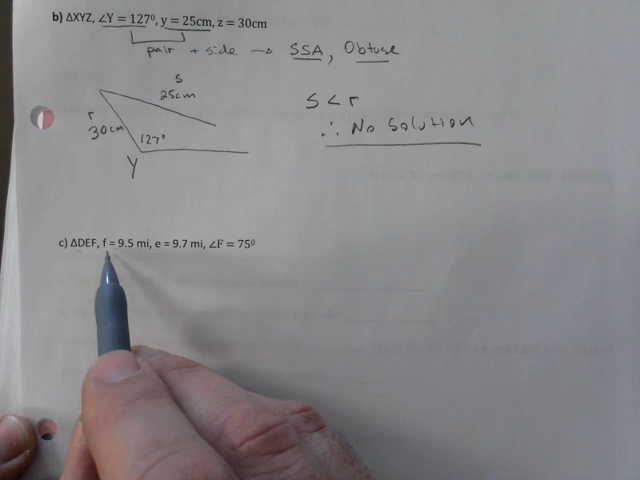 b) ΔXYZ, ∠Y = 127⁰, y = 25cm, z = 30cm
pair + side → SSA, Obtuse
s
25cm
r
30cm
127°
Y
s < r
∴ No Solution
c) ΔDEF, f = 9.5 mi, e = 9.7 mi, ∠F = 75⁰